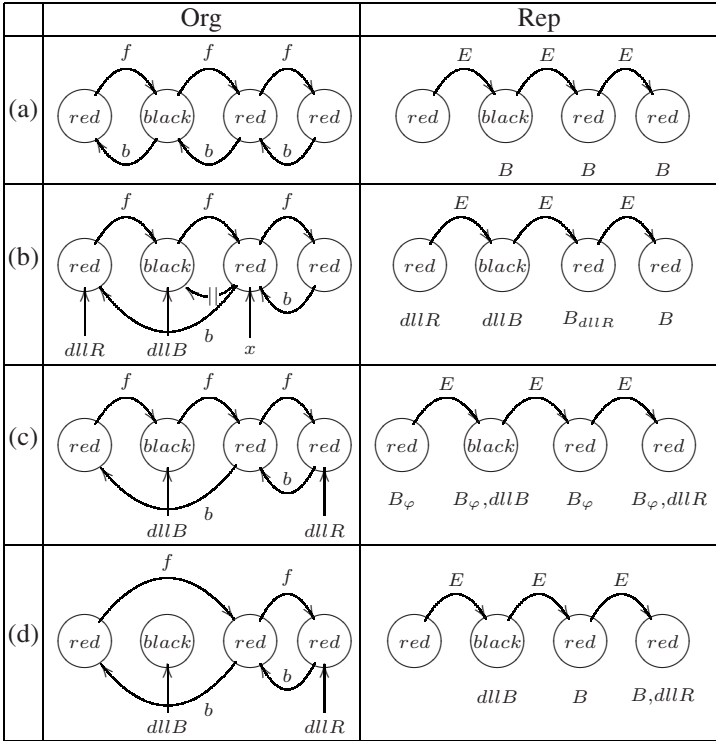 Org Rep
(a)
f f f
red black red red
b b b
E E E
red black red red
B B B
(b)
f f f
red black red red
|| b
b
dllR dllB x
E E E
red black red red
dllR dllB B_dllR B
(c)
f f f
red black red red
b
b
dllB dllR
E E E
red black red red
B_φ B_φ,dllB B_φ B_φ,dllR
(d)
f f
red black red red
b
b
dllB dllR
E E E
red black red red
dllB B B,dllR